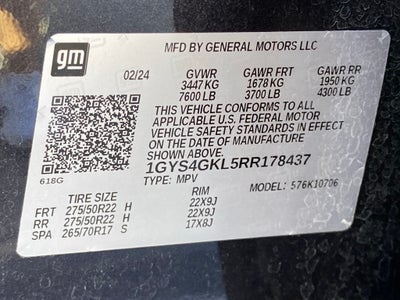 gm
MFD BY GENERAL MOTORS LLC
02/24 GVWR GAWR FRT GAWR RR
3447 KG 1678 KG 1950 KG
7600 LB 3700 LB 4300 LB
THIS VEHICLE CONFORMS TO ALL
APPLICABLE U.S. FEDERAL MOTOR
VEHICLE SAFETY STANDARDS IN EFFECT
ON THE DATE OF MANUFACTURE
SHOWN ABOVE.
1GYS4GKL5RR178437
618G TYPE: MPV MODEL: 576K10706
TIRE SIZE RIM
FRT 275/50R22 H 22X9J
RR 275/50R22 H 22X9J
SPA 265/70R17 S 17X8J